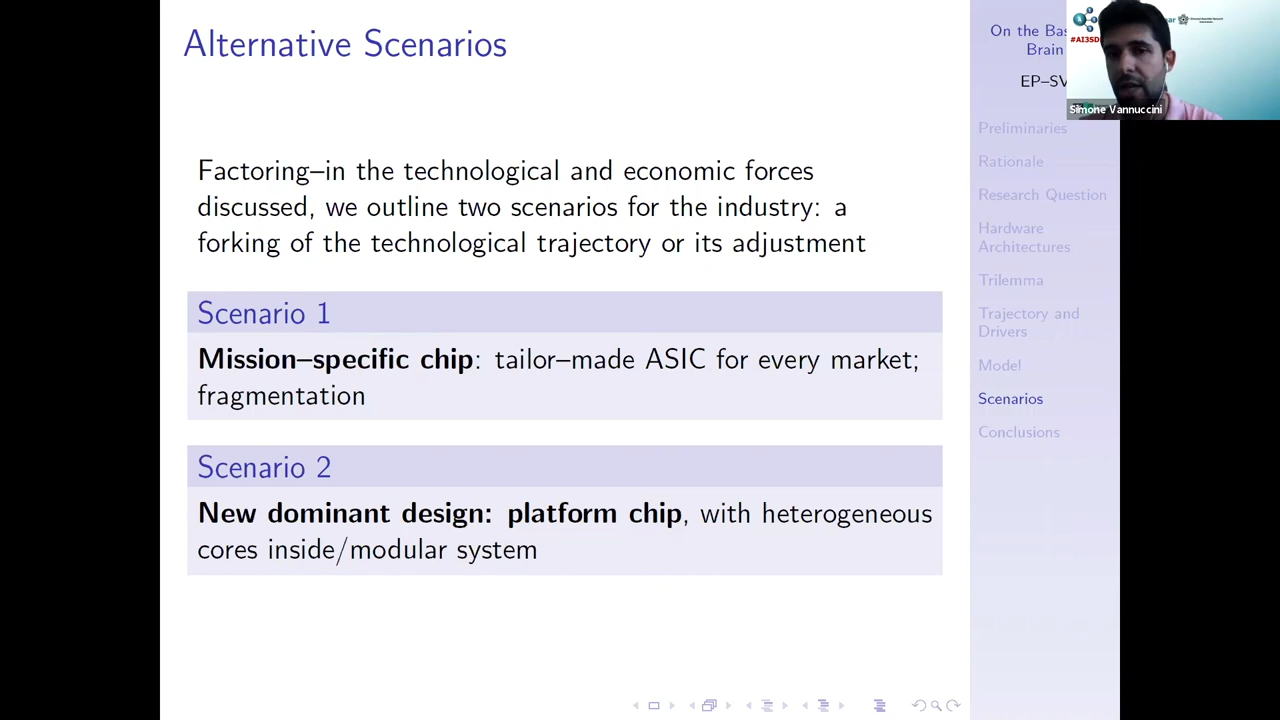 Alternative Scenarios
Factoring–in the technological and economic forces
discussed, we outline two scenarios for the industry: a
forking of the technological trajectory or its adjustment
Scenario 1
Mission–specific chip: tailor–made ASIC for every market;
fragmentation
Scenario 2
New dominant design: platform chip, with heterogeneous
cores inside/modular system
On the Bas
Brain
EP–SV
Preliminaries
Rationale
Research Question
Hardware
Architectures
Trilemma
Trajectory and
Drivers
Model
Scenarios
Conclusions
#AI3SD
Simone Vannuccini